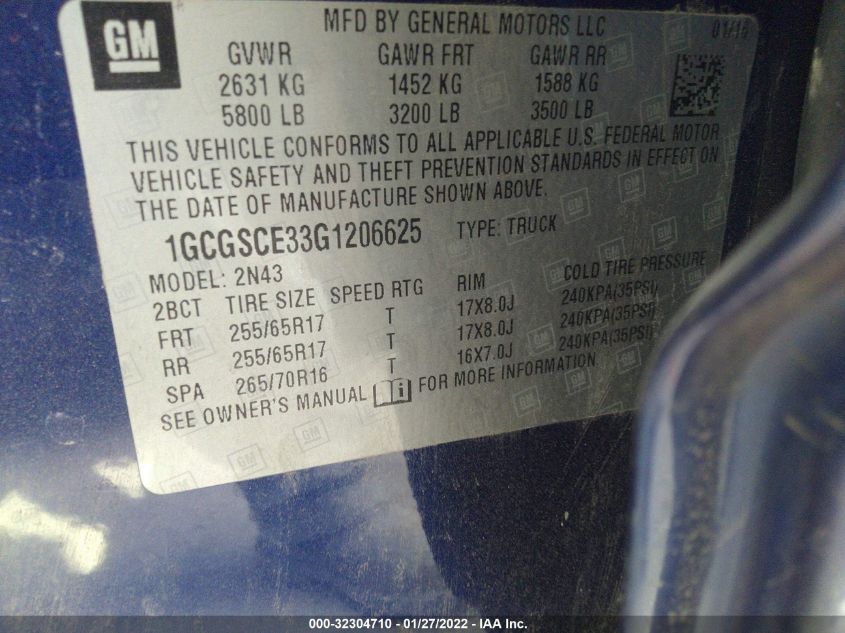 GM
MFD BY GENERAL MOTORS LLC
GVWR GAWR FRT GAWR RR
2631 KG 1452 KG 1588 KG
5800 LB 3200 LB 3500 LB
THIS VEHICLE CONFORMS TO ALL APPLICABLE U.S. FEDERAL MOTOR
VEHICLE SAFETY AND THEFT PREVENTION STANDARDS IN EFFECT ON
THE DATE OF MANUFACTURE SHOWN ABOVE.
1GCGSCE33G1206625 TYPE: TRUCK
MODEL: 2N43
2BCT TIRE SIZE SPEED RTG RIM COLD TIRE PRESSURE
FRT 255/65R17 T 17X8.0J 240KPA(35PSI)
RR 255/65R17 T 17X8.0J 240KPA(35PSI)
SPA 265/70R16 T 16X7.0J 240KPA(35PSI)
SEE OWNER'S MANUAL FOR MORE INFORMATION
000-32304710 - 01/27/2022 - IAA Inc.